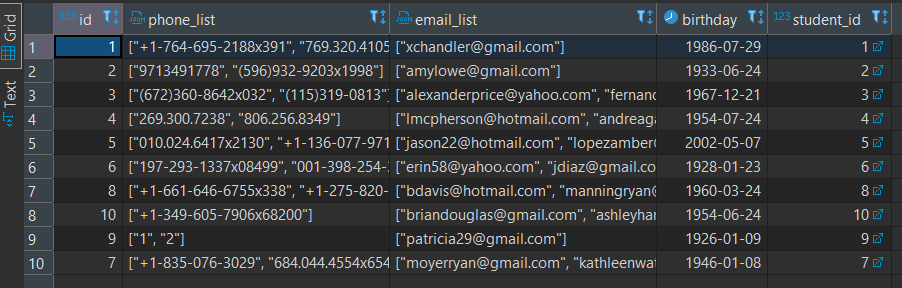 Grid
Text
123 id JSON phone_list JSON email_list birthday 123 student_id
1 1 ["+1-764-695-2188x391", "769.320.4105 ["xchandler@gmail.com"] 1986-07-29 1
2 2 ["9713491778", "(596)932-9203x1998"] ["amylowe@gmail.com"] 1933-06-24 2
3 3 ["(672)360-8642x032", "(115)319-0813"] ["alexanderprice@yahoo.com", "fernand 1967-12-21 3
4 4 ["269.300.7238", "806.256.8349"] ["lmcpherson@hotmail.com", "andreaga 1954-07-24 4
5 5 ["010.024.6417x2130", "+1-136-077-971 ["jason22@hotmail.com", "lopezamber@ 2002-05-07 5
6 6 ["197-293-1337x08499", "001-398-254- ["erin58@yahoo.com", "jdiaz@gmail.co 1928-01-23 6
7 8 ["+1-661-646-6755x338", "+1-275-820- ["bdavis@hotmail.com", "manningryan@ 1960-03-24 8
8 10 ["+1-349-605-7906x68200"] ["briandouglas@gmail.com", "ashleyhar 1954-06-24 10
9 9 ["1", "2"] ["patricia29@gmail.com"] 1926-01-09 9
10 7 ["+1-835-076-3029", "684.044.4554x654 ["moyerryan@gmail.com", "kathleenwat 1946-01-08 7